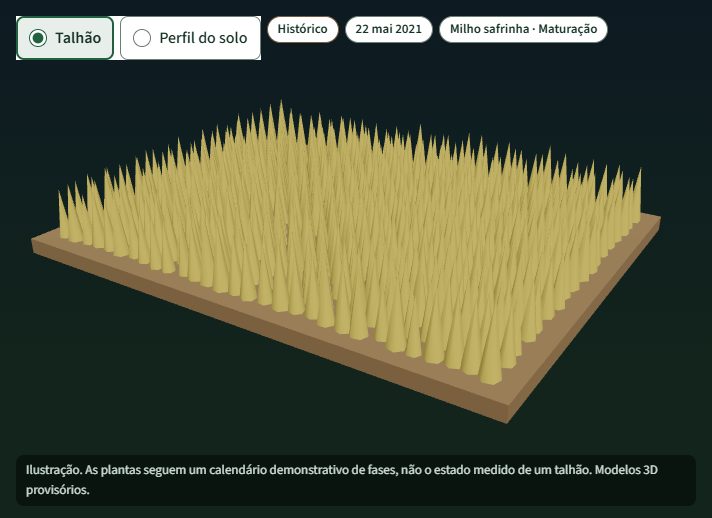 Talhão
Perfil do solo
Histórico
22 mai 2021
Milho safrinha · Maturação
Ilustração. As plantas seguem um calendário demonstrativo de fases, não o estado medido de um talhão. Modelos 3D
provisórios.